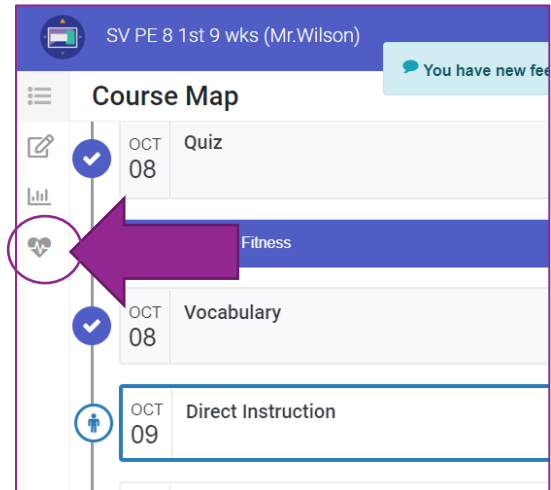 SV PE 8 1st 9 wks (Mr.Wilson)
You have new fee
Course Map
OCT
08
Quiz
Fitness
OCT
08
Vocabulary
OCT
09
Direct Instruction